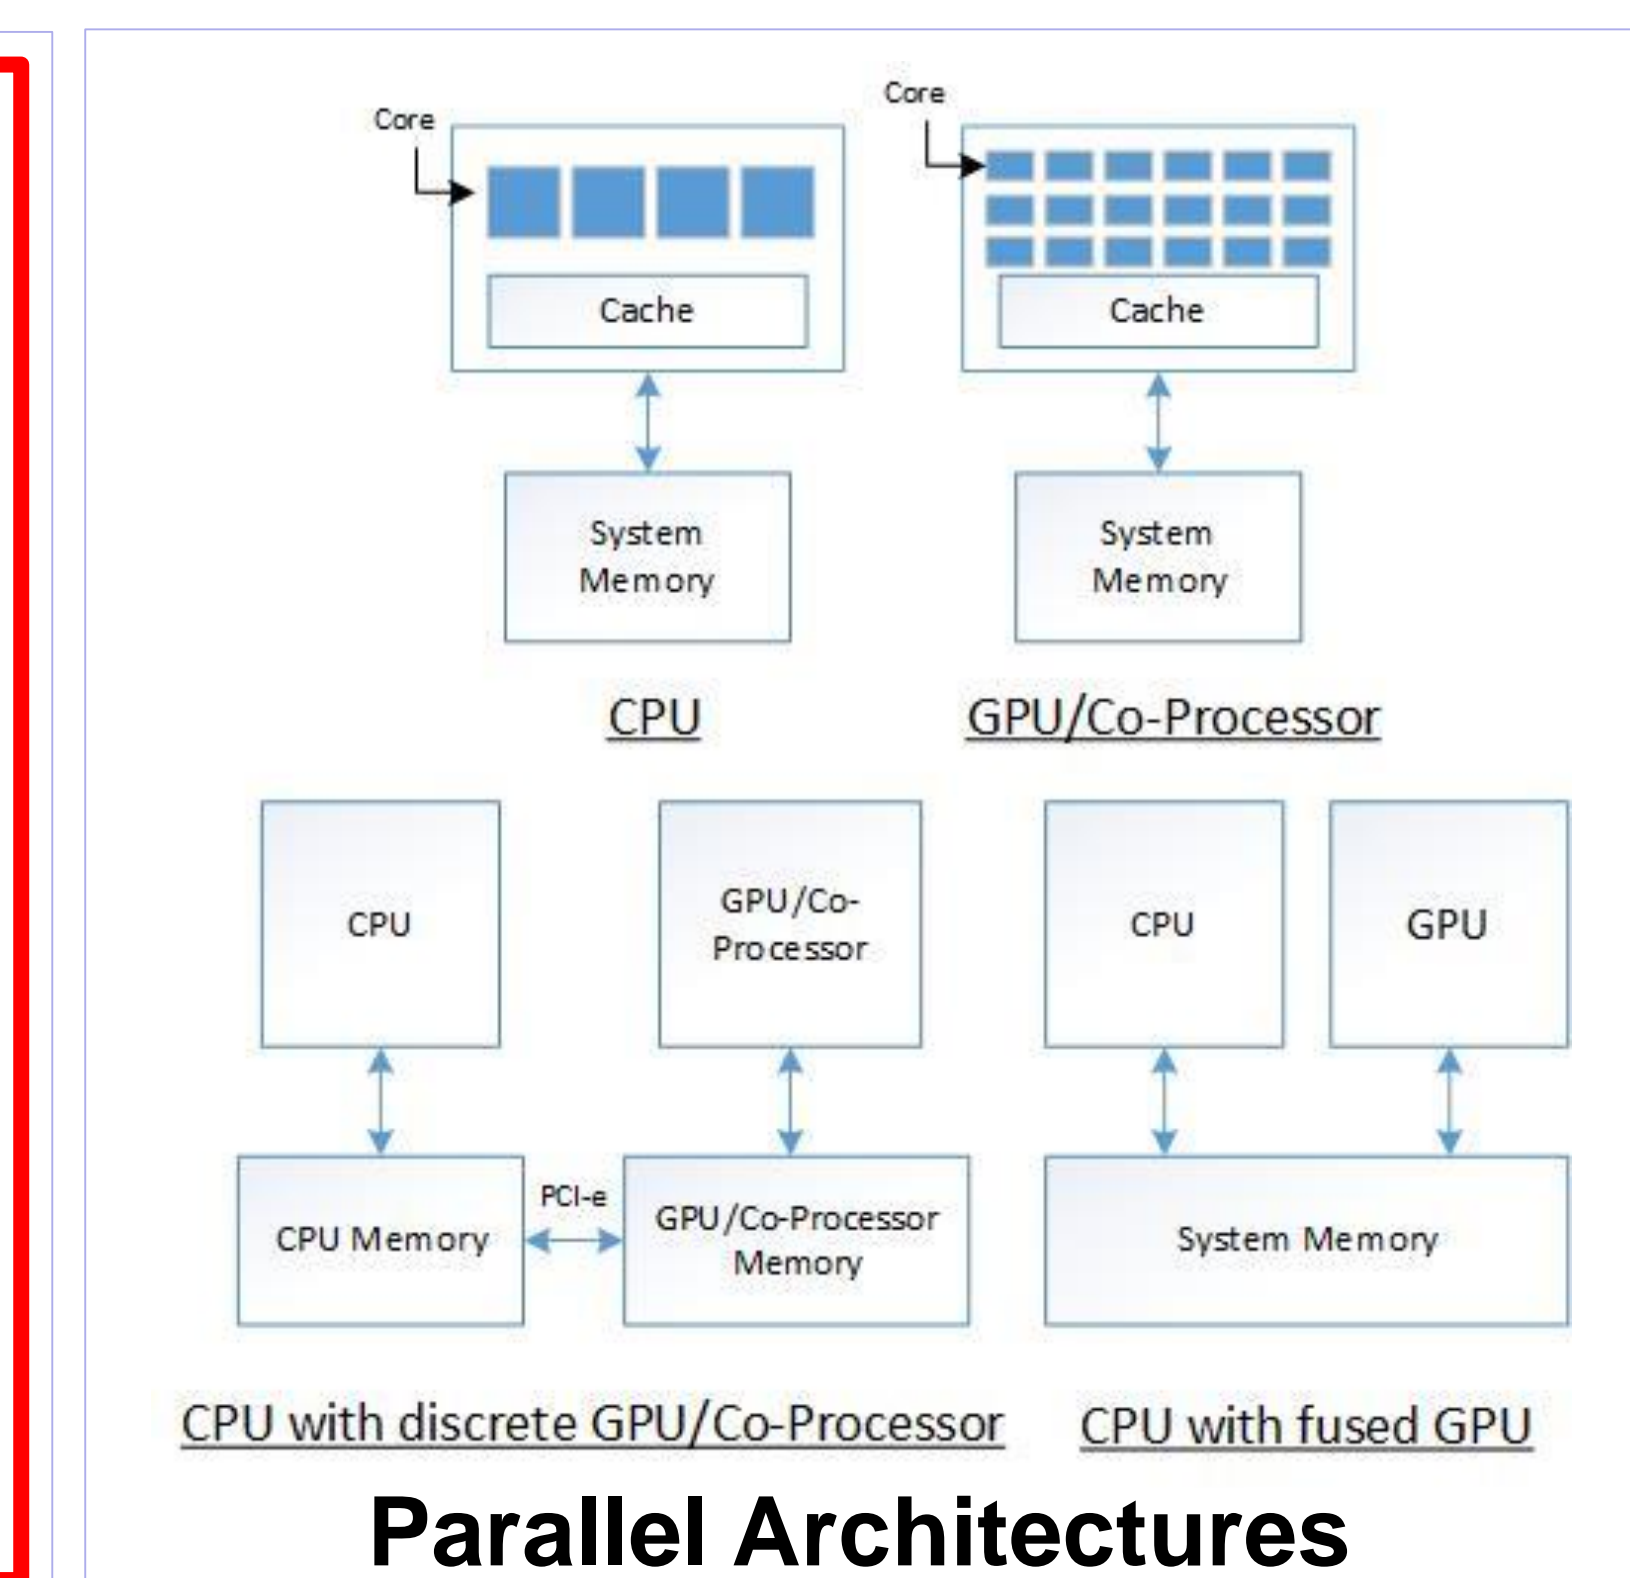 Core
Core
Cache
Cache
System
Memory
System
Memory
CPU
GPU/Co-Processor
CPU
GPU/Co-
Processor
CPU
GPU
CPU Memory
PCI-e
GPU/Co-Processor
Memory
System Memory
CPU with discrete GPU/Co-Processor
CPU with fused GPU
Parallel Architectures